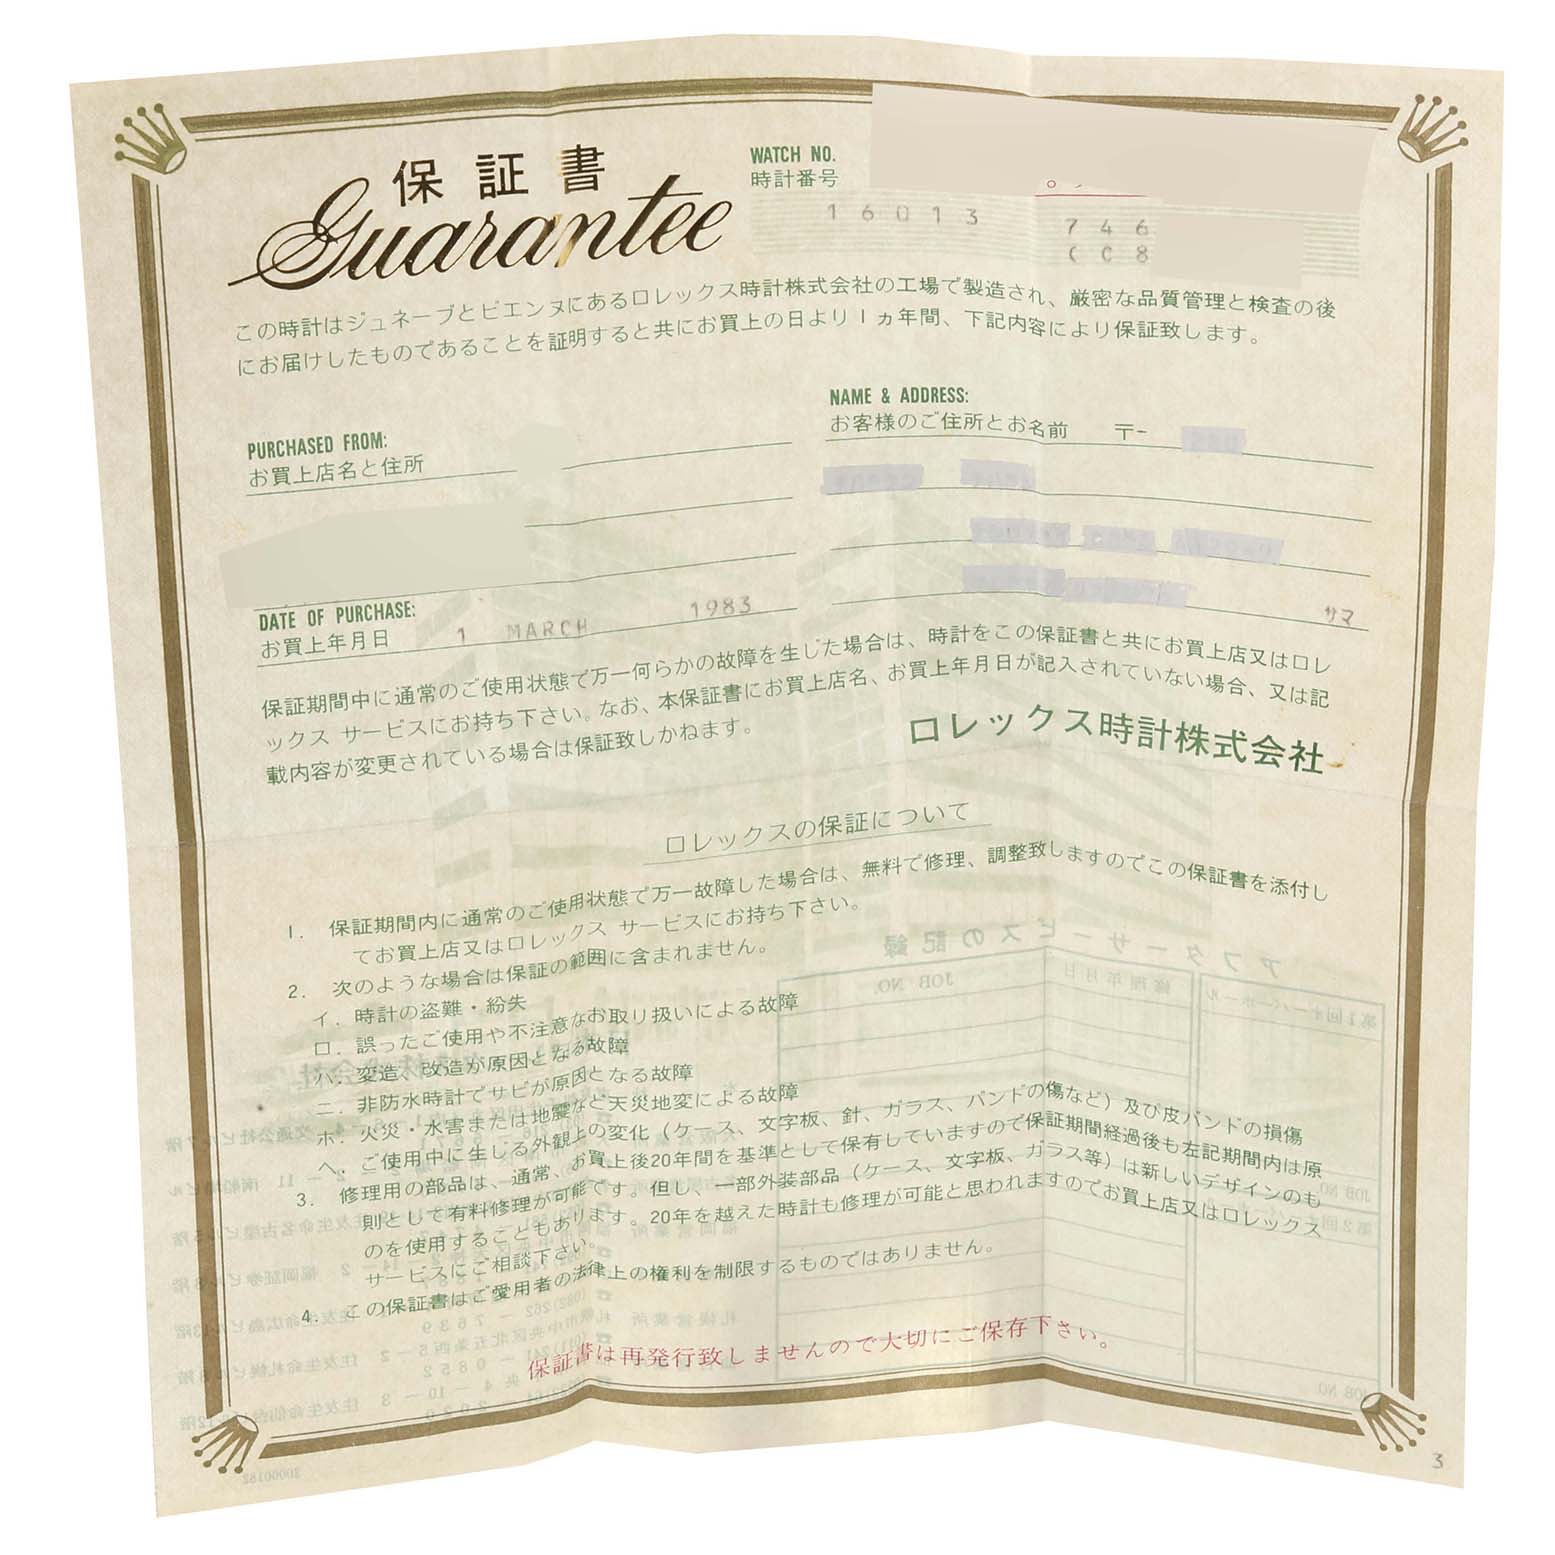 保証書
Guarantee
WATCH NO.
時計番号
16013 746
CC8
この時計はジュネーブとビエンヌにあるロレックス時計株式会社の工場で製造され、厳密な品質管理と検査の後
にお届けしたものであることを証明すると共にお買上の日より1ヵ年間、下記内容により保証致します。
PURCHASED FROM:
お買上店名と住所
NAME & ADDRESS:
お客様のご住所とお名前 〒-
サマ
DATE OF PURCHASE:
お買上年月日 1 MARCH 1983
保証期間中に通常のご使用状態で万一何らかの故障を生じた場合は、時計をこの保証書と共にお買上店又はロレ
ックス サービスにお持ち下さい。なお、本保証書にお買上店名、お買上年月日が記入されていない場合、又は記
載内容が変更されている場合は保証致しかねます。
ロレックス時計株式会社
ロレックスの保証について
1. 保証期間内に通常のご使用状態で万一故障した場合は、無料で修理、調整致しますのでこの保証書を添付し
てお買上店又はロレックス サービスにお持ち下さい。
2. 次のような場合は保証の範囲に含まれません。
イ. 時計の盗難・紛失
ロ. 誤ったご使用や不注意なお取り扱いによる故障
ハ. 変造、改造が原因となる故障
ニ. 非防水時計でサビが原因となる故障
ホ. 火災・水害または地震など天災地変による故障
ヘ. ご使用中に生じる外観上の変化（ケース、文字板、針、ガラス、バンドの傷など）及び皮バンドの損傷
3. 修理用の部品は、通常、お買上後20年間を基準として保有していますので保証期間経過後も左記期間内は原
則として有料修理が可能です。但し、一部外装部品（ケース、文字板、ガラス等）は新しいデザインのも
のを使用することもあります。20年を越えた時計も修理が可能と思われますのでお買上店又はロレックス
サービスにご相談下さい。
4. この保証書はご愛用者の法律上の権利を制限するものではありません。
保証書は再発行致しませんので大切にご保存下さい。
3